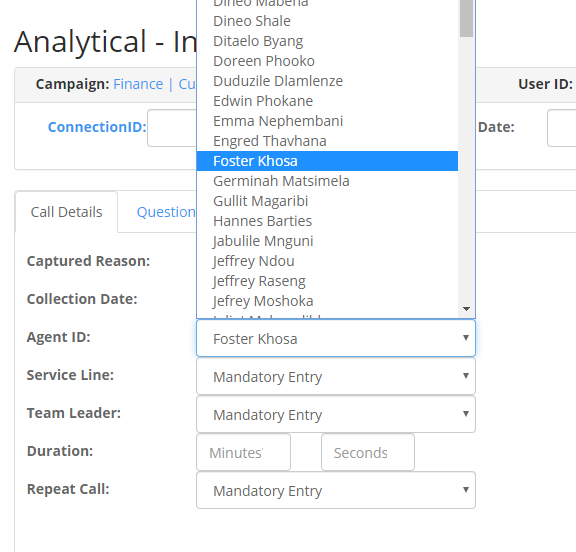 Analytical - In
Campaign: Finance | Cu
User ID:
ConnectionID:
Date:
Call Details
Question
Dineo Mabena
Dineo Shale
Ditaelo Byang
Doreen Phooko
Duduzile Dlamlenze
Edwin Phokane
Emma Nephembani
Engred Thavhana
Foster Khosa
Germinah Matsimela
Gullit Magaribi
Hannes Barties
Jabulile Mnguni
Jeffrey Ndou
Jeffrey Raseng
Jefrey Moshoka
Captured Reason:
Collection Date:
Agent ID: Foster Khosa
Service Line: Mandatory Entry
Team Leader: Mandatory Entry
Duration: Minutes Seconds
Repeat Call: Mandatory Entry